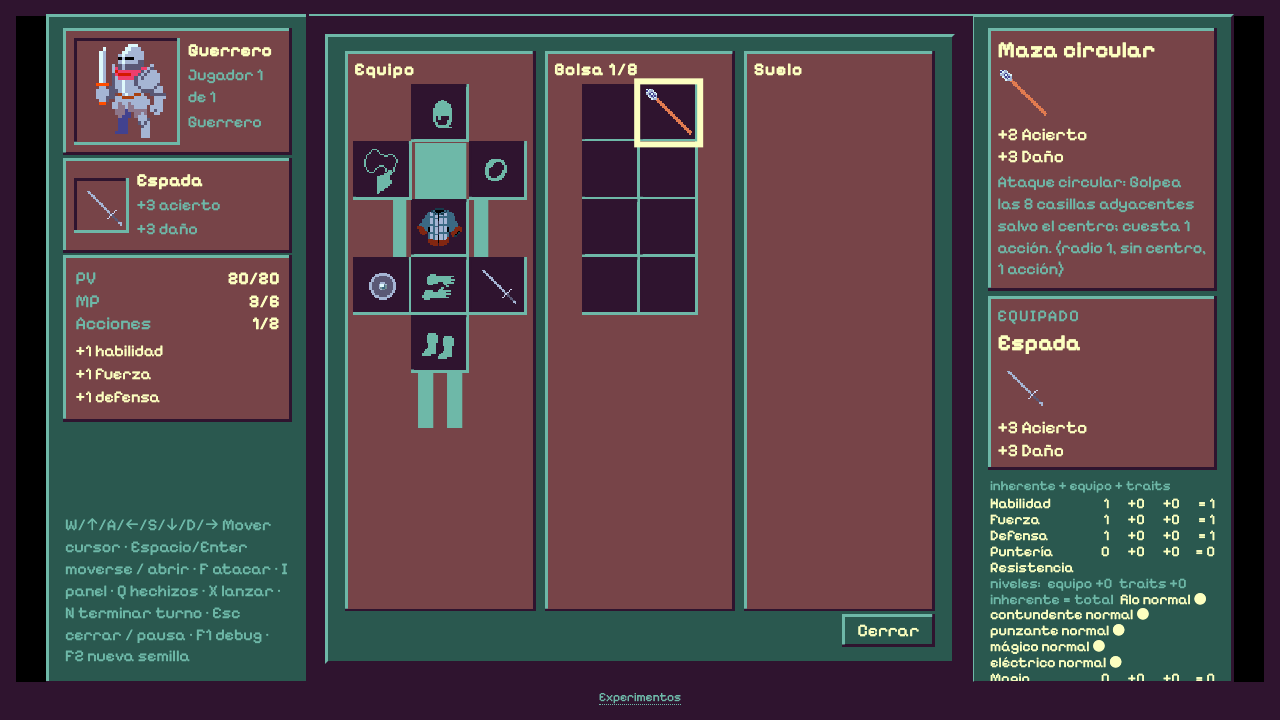 Guerrero
Jugador 1
de 1
Guerrero
Espada
+3 acierto
+3 daño
PV 80/80
MP 3/6
Acciones 1/2
+1 habilidad
+1 fuerza
+1 defensa
W/↑/A/←/S/↓/D/→ Mover
cursor · Espacio/Enter
moverse / abrir · F atacar · I
panel · Q hechizos · X lanzar ·
N terminar turno · Esc
cerrar / pausa · F1 debug ·
F2 nueva semilla
Equipo
Bolsa 1/8
Suelo
Cerrar
Maza circular
+2 Acierto
+3 Daño
Ataque circular: Golpea
las 8 casillas adyacentes
salvo el centro; cuesta 1
acción. (radio 1, sin centro,
1 acción)
EQUIPADO
Espada
+3 Acierto
+3 Daño
inherente + equipo + traits
Habilidad 1 +0 +0 = 1
Fuerza 1 +0 +0 = 1
Defensa 1 +0 +0 = 1
Puntería 0 +0 +0 = 0
Resistencia
niveles: equipo +0 traits +0
inherente = total filo normal
contundente normal
punzante normal
mágico normal
eléctrico normal
Magia 0 +0 +0 = 0
Experimentos